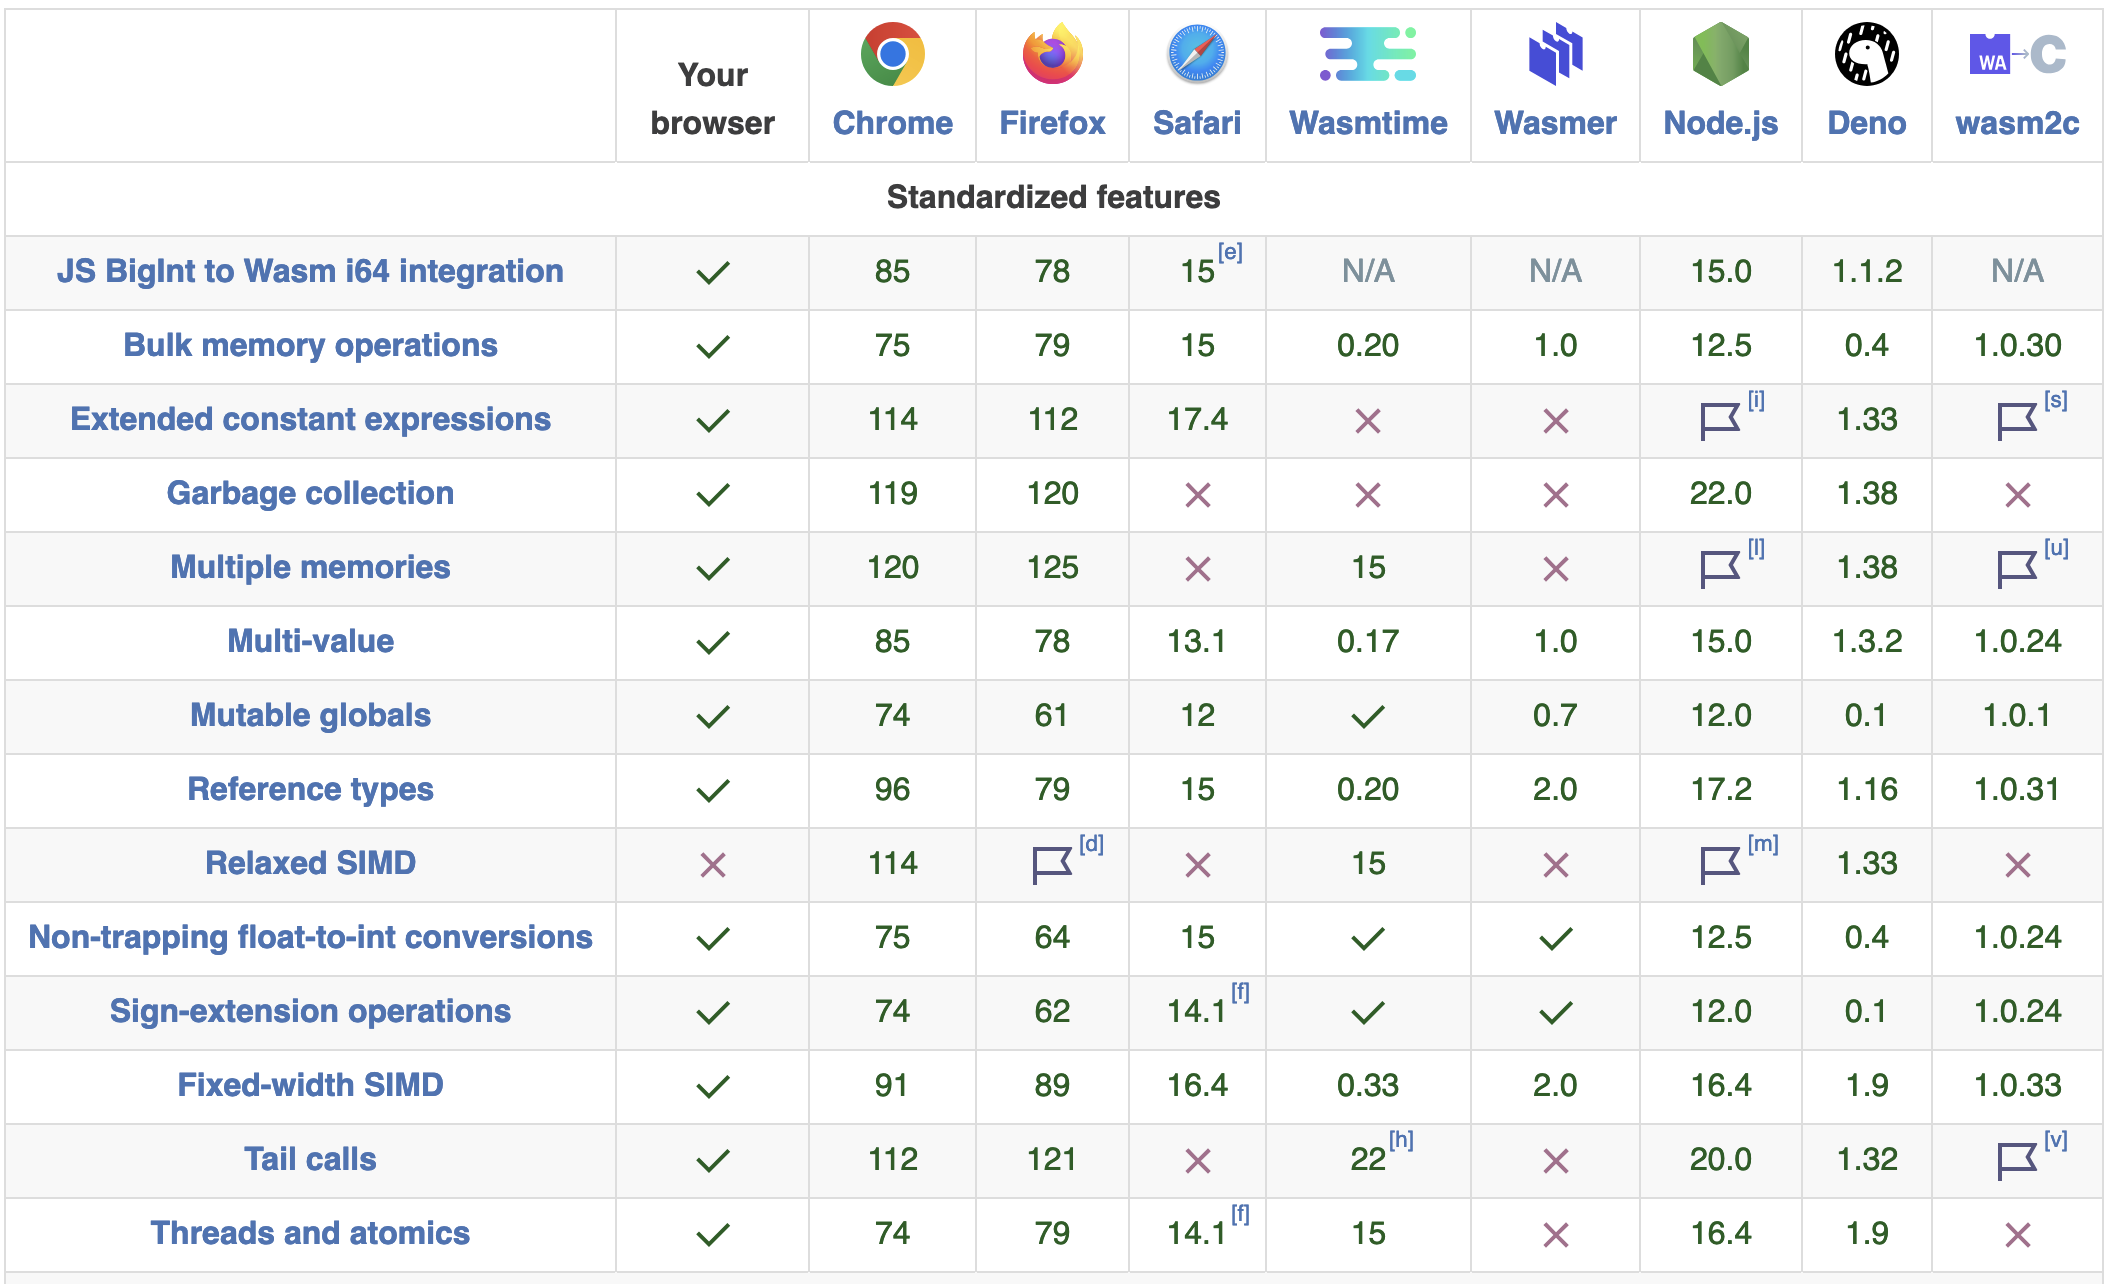 Your browser Chrome Firefox Safari Wasmtime Wasmer Node.js Deno WA C wasm2c
Standardized features
JS BigInt to Wasm i64 integration 85 78 15[e] N/A N/A 15.0 1.1.2 N/A
Bulk memory operations 75 79 15 0.20 1.0 12.5 0.4 1.0.30
Extended constant expressions 114 112 17.4 [i] 1.33 [s]
Garbage collection 119 120 22.0 1.38
Multiple memories 120 125 15 [l] 1.38 [u]
Multi-value 85 78 13.1 0.17 1.0 15.0 1.3.2 1.0.24
Mutable globals 74 61 12 0.7 12.0 0.1 1.0.1
Reference types 96 79 15 0.20 2.0 17.2 1.16 1.0.31
Relaxed SIMD 114 [d] 15 [m] 1.33
Non-trapping float-to-int conversions 75 64 15 12.5 0.4 1.0.24
Sign-extension operations 74 62 14.1[f] 12.0 0.1 1.0.24
Fixed-width SIMD 91 89 16.4 0.33 2.0 16.4 1.9 1.0.33
Tail calls 112 121 22[h] 20.0 1.32 [v]
Threads and atomics 74 79 14.1[f] 15 16.4 1.9